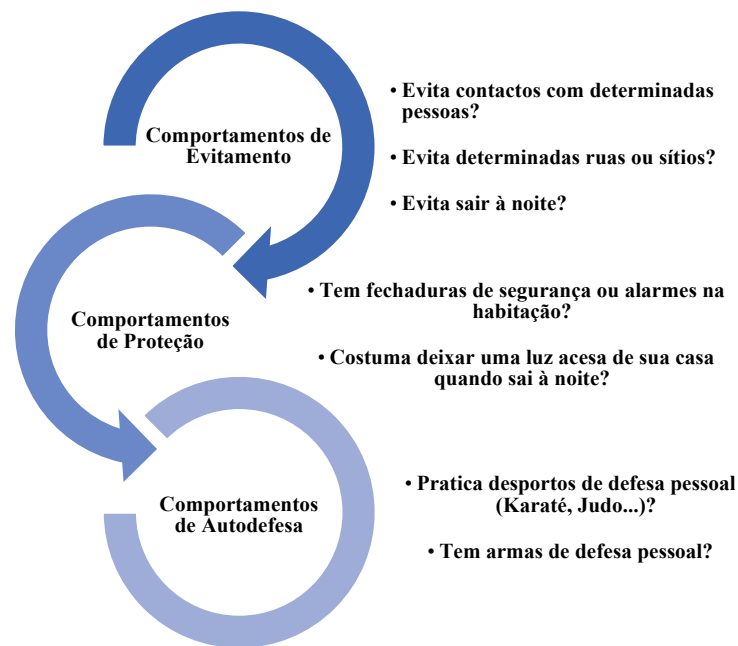 Comportamentos de
Evitamento
• Evita contactos com determinadas
pessoas?
• Evita determinadas ruas ou sítios?
• Evita sair à noite?
Comportamentos
de Proteção
• Tem fechaduras de segurança ou alarmes na
habitação?
• Costuma deixar uma luz acesa de sua casa
quando sai à noite?
Comportamentos
de Autodefesa
• Pratica desportos de defesa pessoal
(Karaté, Judo...)?
• Tem armas de defesa pessoal?